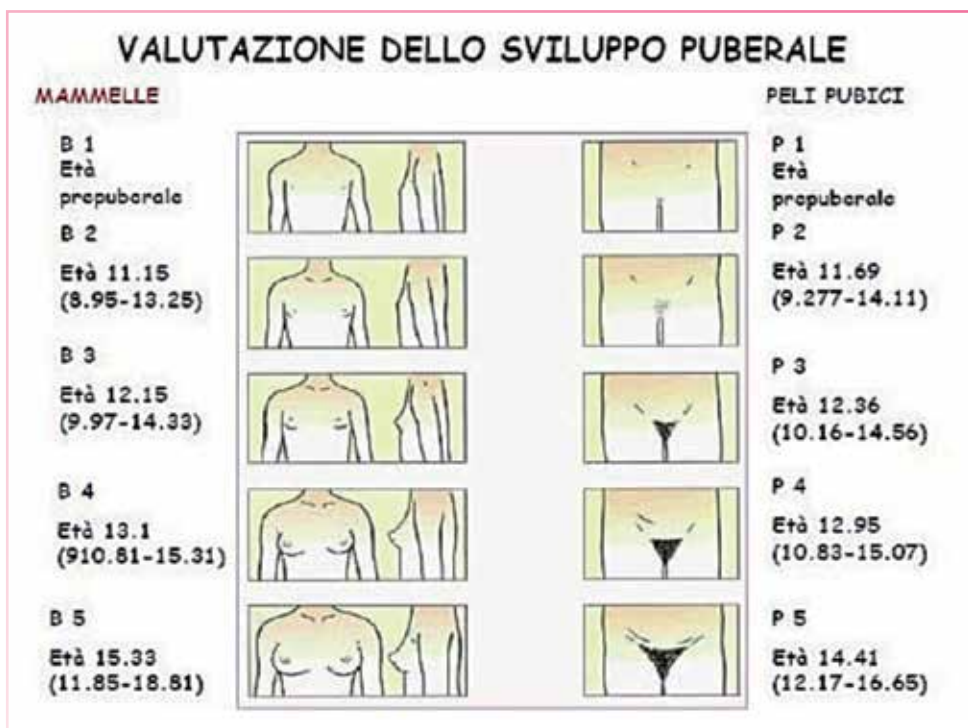 VALUTAZIONE DELLO SVILUPPO PUBERALE
MAMMELLE
B 1
Età
prepuberale
B 2
Età 11.15
(8.95-13.25)
B 3
Età 12.15
(9.97-14.33)
B 4
Età 13.1
(910.81-15.31)
B 5
Età 15.33
(11.85-18.81)
PELI PUBICI
P 1
Età
prepuberale
P 2
Età 11.69
(9.277-14.11)
P 3
Età 12.36
(10.16-14.56)
P 4
Età 12.95
(10.83-15.07)
P 5
Età 14.41
(12.17-16.65)